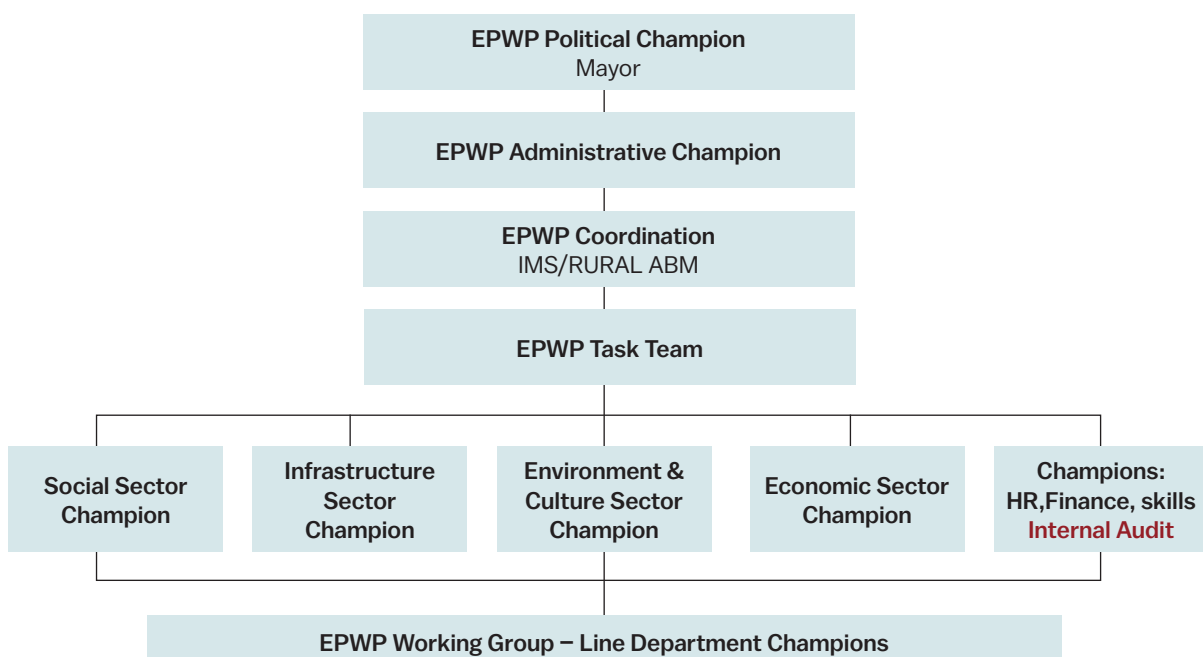 EPWP Political Champion
Mayor
EPWP Administrative Champion
EPWP Coordination
IMS/RURAL ABM
EPWP Task Team
Social Sector
Champion
Infrastructure
Sector
Champion
Environment &
Culture Sector
Champion
Economic Sector
Champion
Champions:
HR,Finance, skills
Internal Audit
EPWP Working Group – Line Department Champions